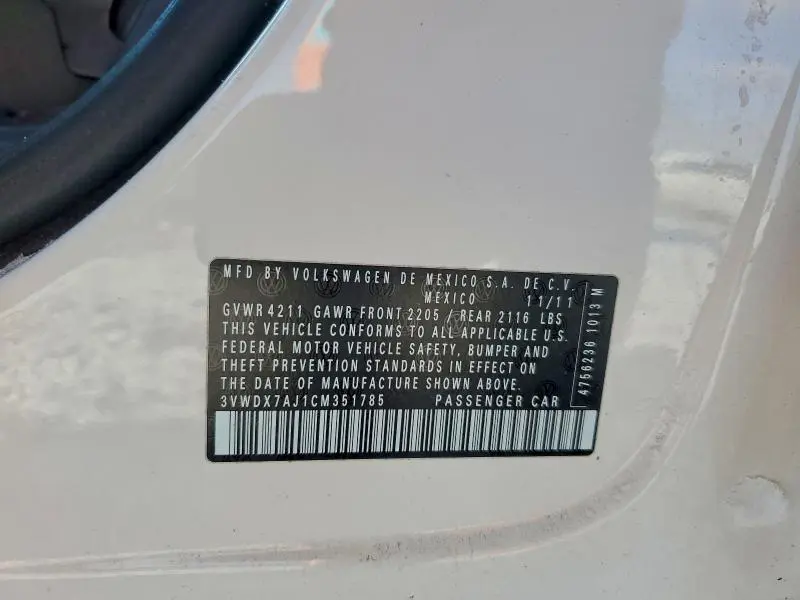 MFD BY VOLKSWAGEN DE MEXICO S.A. DE C.V.
MEXICO 11/11
GVWR 4211 GAWR FRONT 2205 / REAR 2116 LBS
THIS VEHICLE CONFORMS TO ALL APPLICABLE U.S.
FEDERAL MOTOR VEHICLE SAFETY, BUMPER AND
THEFT PREVENTION STANDARDS IN EFFECT ON
DATE OF MANUFACTURE SHOWN ABOVE.
3VWDX7AJ1CM351785 PASSENGER CAR
4756236 1013 M